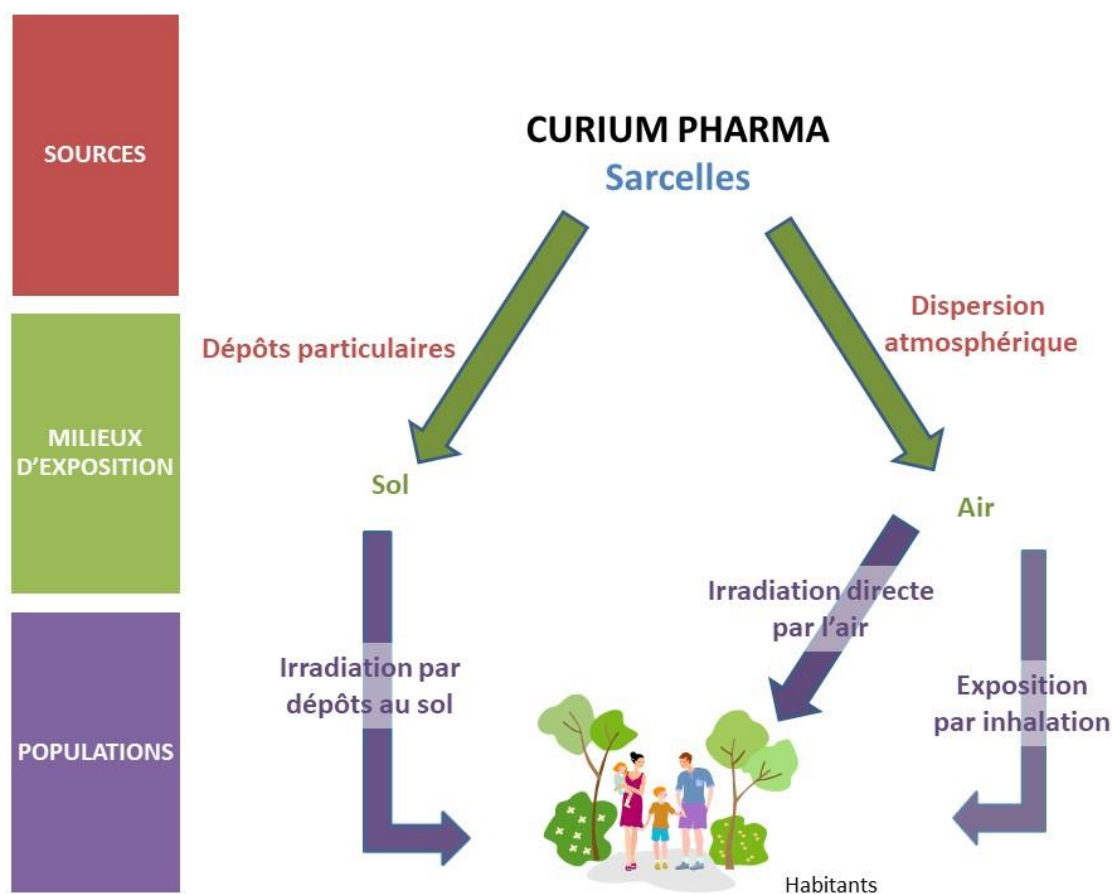 SOURCES
CURIUM PHARMA
Sarcelles
Dépôts particulaires
Dispersion
atmosphérique
MILIEUX
D'EXPOSITION
Sol
Air
POPULATIONS
Irradiation par
dépôts au sol
Irradiation directe
par l'air
Exposition
par inhalation
Habitants